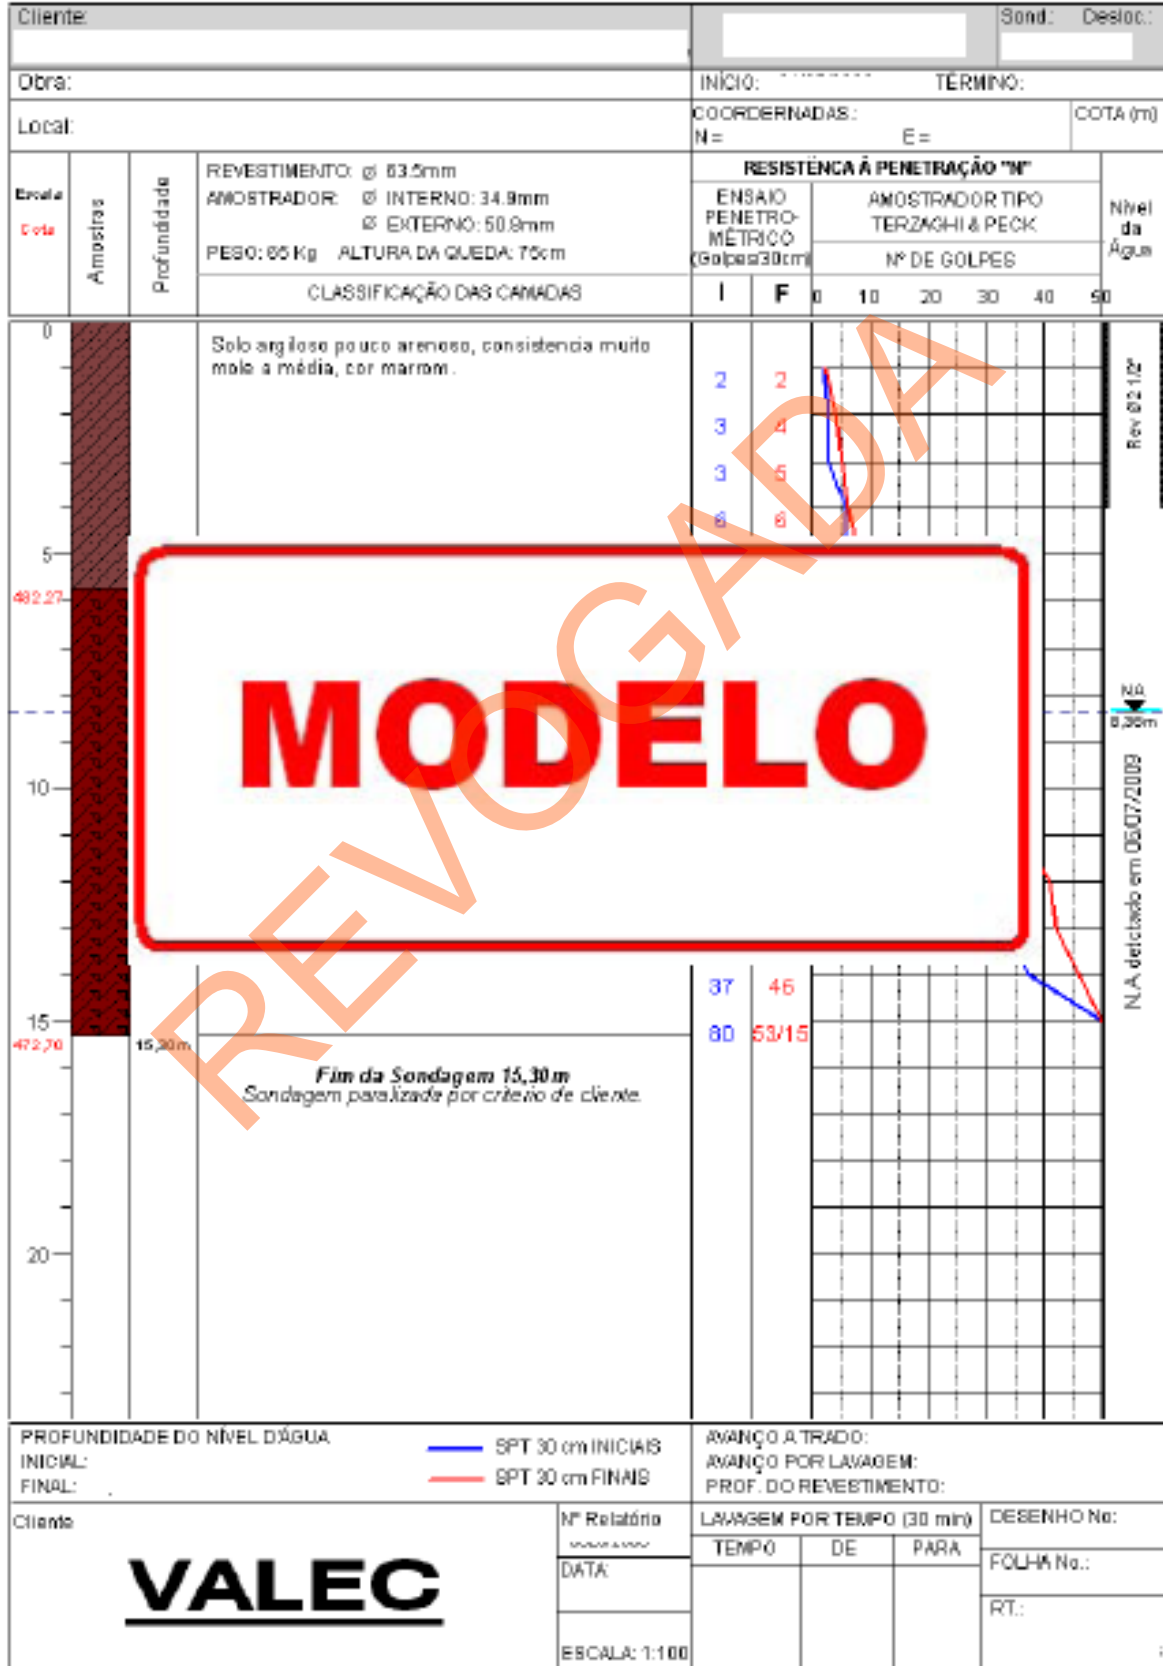 Cliente:
Sond.: Desloc.:
Obra:
INÍCIO: TÉRMINO:
Local:
COORDERNADAS:
N = E =
COTA (m)
Escala
Cota
Amostras
Profundidade
REVESTIMENTO: Ø 63.5mm
AMOSTRADOR: Ø INTERNO: 34.9mm
Ø EXTERNO: 50.8mm
PESO: 65 Kg ALTURA DA QUEDA: 75cm
CLASSIFICAÇÃO DAS CAMADAS
RESISTÊNCA À PENETRAÇÃO "N"
ENSAIO
PENETRO-
MÉTRICO
(Golpes/30cm)
I F
AMOSTRADOR TIPO
TERZAGHI & PECK
Nº DE GOLPES
0 10 20 30 40 50
Nível
da
Água
0
Solo argiloso pouco arenoso, consistencia muito
mole a média, cor marrom.
2 2
3 4
3 5
6 6
Rev Ø2 1/2"
5
482,27
MODELO
REVOGADA
NA
8,36m
10
N.A. detctado em 06/07/2009
37 46
15
80 53/15
472,70
15,30m
Fim da Sondagem 15,30m
Sondagem paralizada por criterio de cliente.
20
PROFUNDIDADE DO NÍVEL D'ÁGUA
INICIAL:
FINAL:
SPT 30 cm INICIAIS
SPT 30 cm FINAIS
AVANÇO A TRADO:
AVANÇO POR LAVAGEM:
PROF. DO REVESTIMENTO:
Cliente
VALEC
Nº Relatório
DATA:
ESCALA: 1:100
LAVAGEM POR TEMPO (30 min)
TEMPO DE PARA
DESENHO No:
FOLHA No.:
RT.: